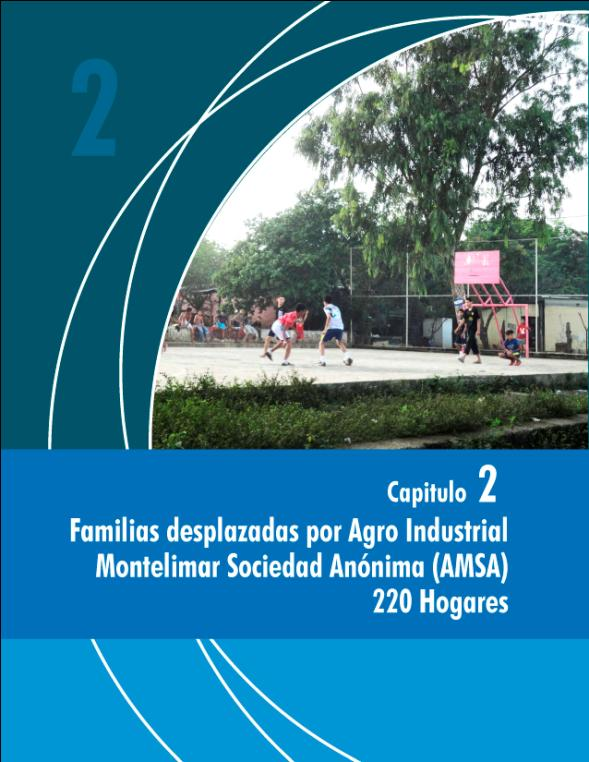 2
Capitulo 2
Familias desplazadas por Agro Industrial
Montelimar Sociedad Anónima (AMSA)
220 Hogares